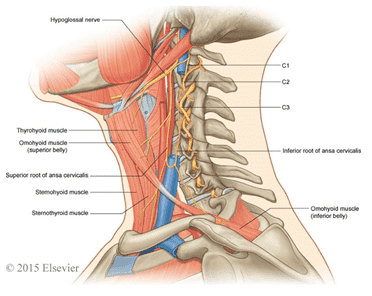 Hypoglossal nerve
C1
C2
C3
Thyrohyoid muscle
Omohyoid muscle
(superior belly)
Inferior root of ansa cervicalis
Superior root of ansa cervicalis
Sternohyoid muscle
Omohyoid muscle
(inferior belly)
Sternothyroid muscle
© 2015 Elsevier